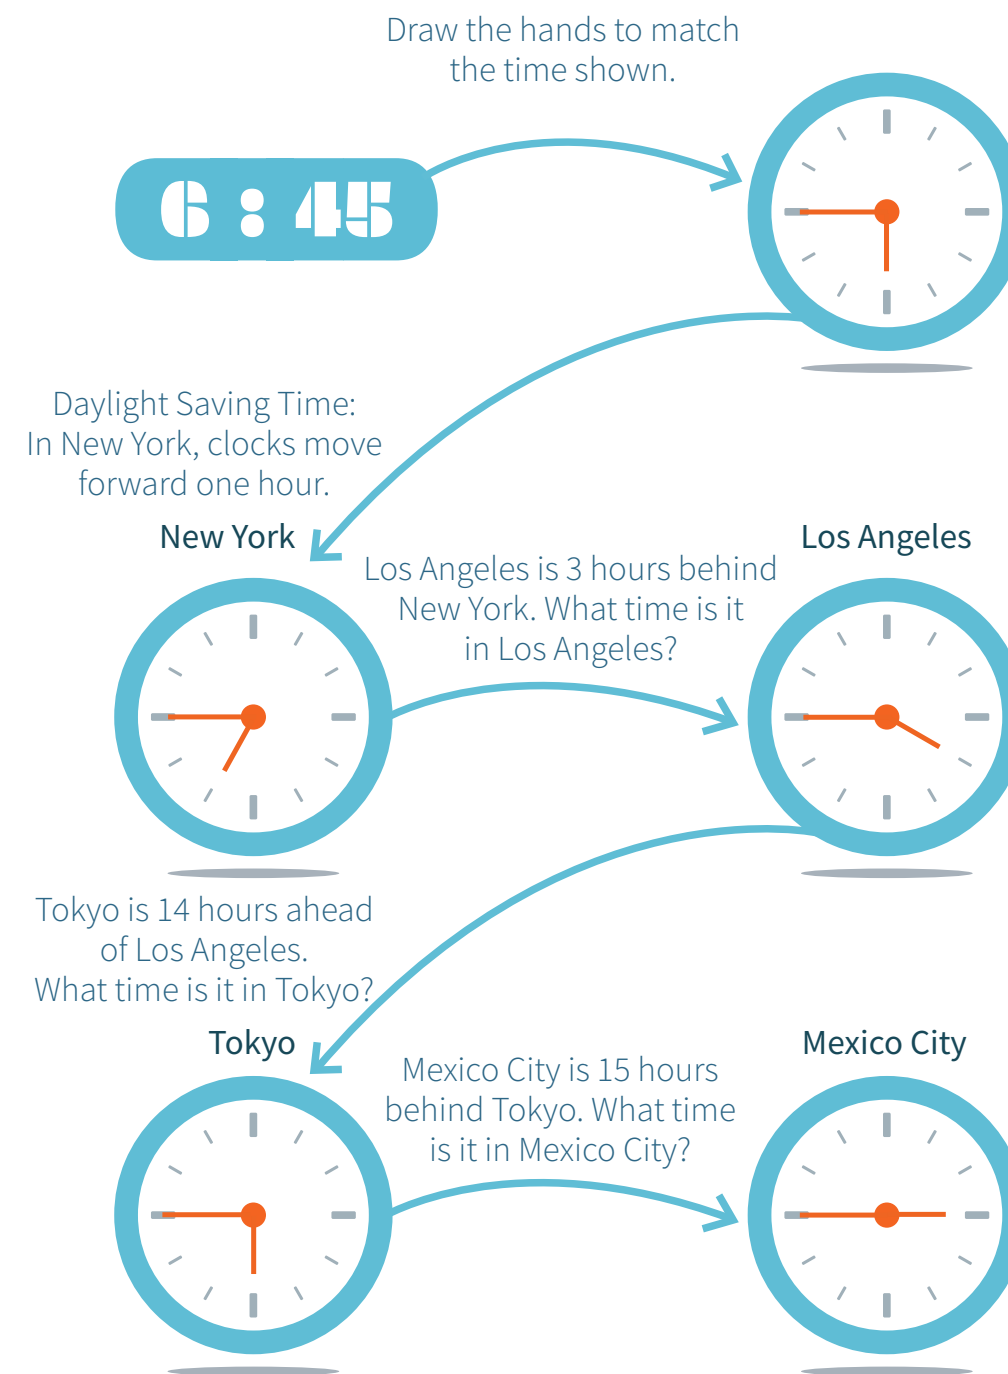 Draw the hands to match
the time shown.
6 : 45
Daylight Saving Time:
In New York, clocks move
forward one hour.
New York
Los Angeles is 3 hours behind
New York. What time is it
in Los Angeles?
Los Angeles
Tokyo is 14 hours ahead
of Los Angeles.
What time is it in Tokyo?
Tokyo
Mexico City is 15 hours
behind Tokyo. What time
is it in Mexico City?
Mexico City